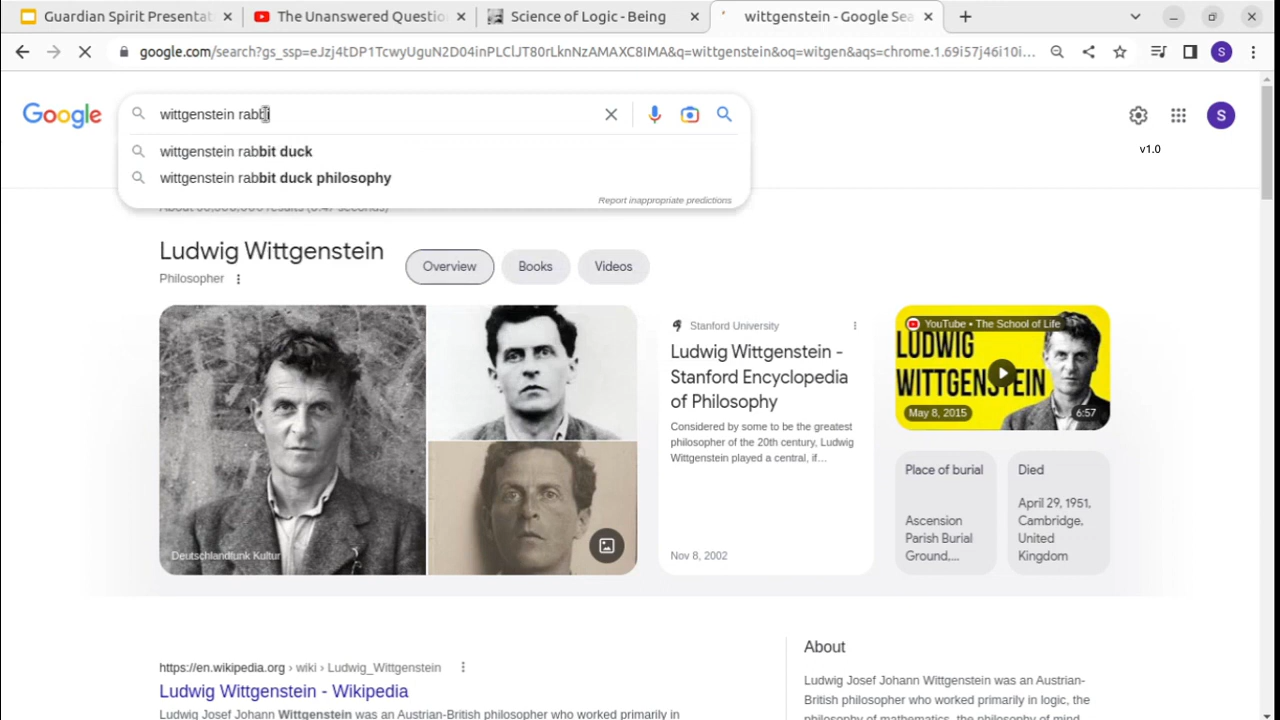 Guardian Spirit Presentat
The Unanswered Questio
Science of Logic - Being
wittgenstein - Google Sea
google.com/search?gs_ssp=eJzj4tDP1TcwyUguN2D04inPLClJT80rLknNzAMAXC8IMA&q=wittgenstein&oq=witgen&aqs=chrome.1.69i57j46i10i...
S
Google
wittgenstein rabbi
S
v1.0
wittgenstein rabbit duck
wittgenstein rabbit duck philosophy
Report inappropriate predictions
Ludwig Wittgenstein
Philosopher
Overview
Books
Videos
Deutschlandfunk Kultur
Stanford University
Ludwig Wittgenstein -
Stanford Encyclopedia
of Philosophy
Considered by some to be the greatest
philosopher of the 20th century, Ludwig
Wittgenstein played a central, if...
Nov 8, 2002
YouTube • The School of Life
LUDWIG
WITTGENSTEIN
May 8, 2015
6:57
Place of burial
Ascension
Parish Burial
Ground,...
Died
April 29, 1951,
Cambridge,
United
Kingdom
https://en.wikipedia.org › wiki › Ludwig_Wittgenstein
Ludwig Wittgenstein - Wikipedia
Ludwig Josef Johann Wittgenstein was an Austrian-British philosopher who worked primarily in
About
Ludwig Josef Johann Wittgenstein was an Austrian-
British philosopher who worked primarily in logic, the
philosophy of mathematics, the philosophy of mind,